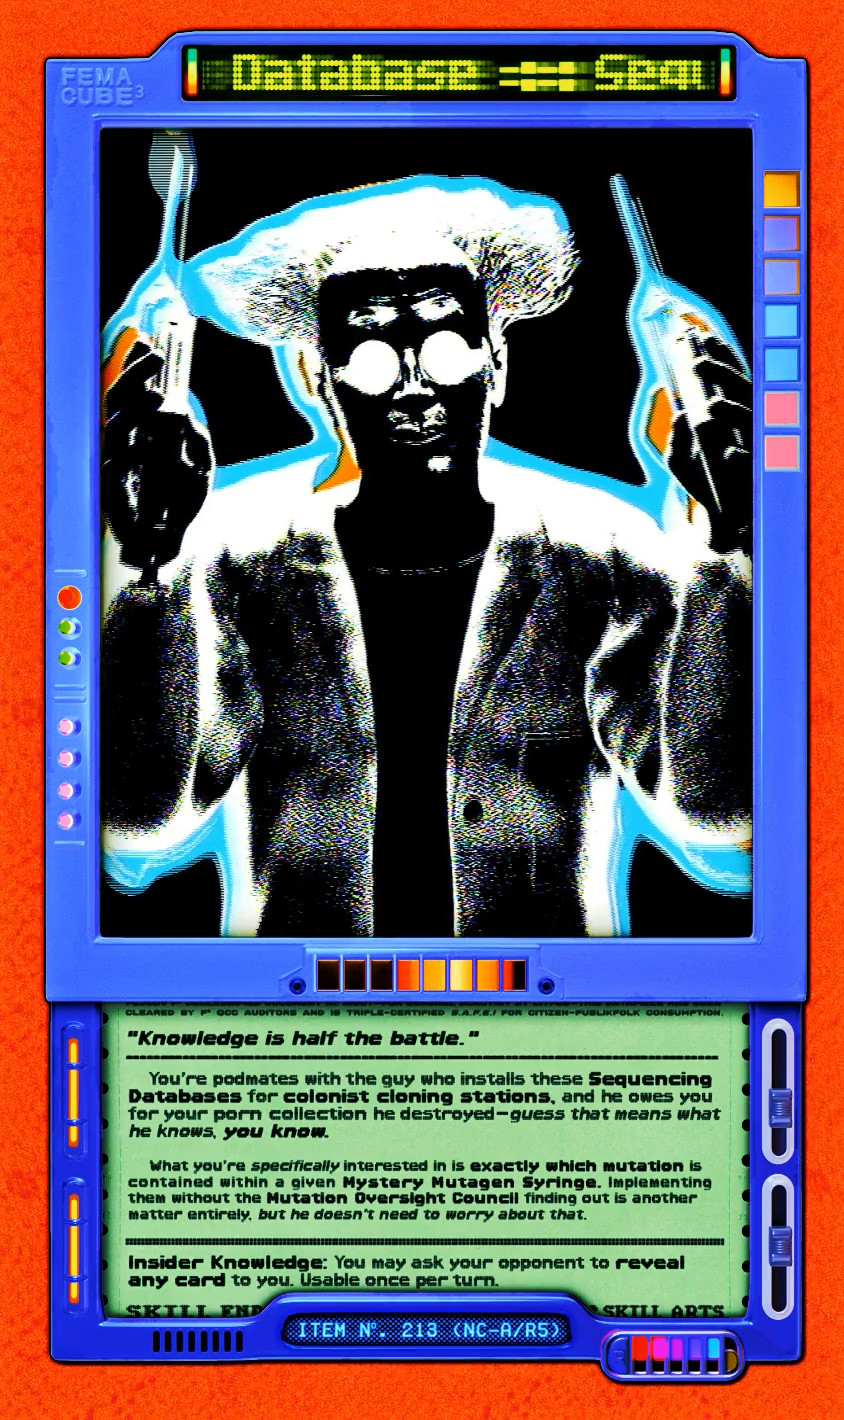 FEMA
CUBE³
Database == Sequ
CLEARED BY F³ QCC AUDITORS AND IS TRIPLE-CERTIFIED S.A.F.E.! FOR CITIZEN-PUBLIKFOLK CONSUMPTION.
"Knowledge is half the battle."
You're podmates with the guy who installs these Sequencing
Databases for colonist cloning stations, and he owes you
for your porn collection he destroyed—guess that means what
he knows, you know.
What you're specifically interested in is exactly which mutation is
contained within a given Mystery Mutagen Syringe. Implementing
them without the Mutation Oversight Council finding out is another
matter entirely, but he doesn't need to worry about that.
Insider Knowledge: You may ask your opponent to reveal
any card to you. Usable once per turn.
SKILL SKILL ARTS
ITEM Nº. 213 (NC-A/R5)